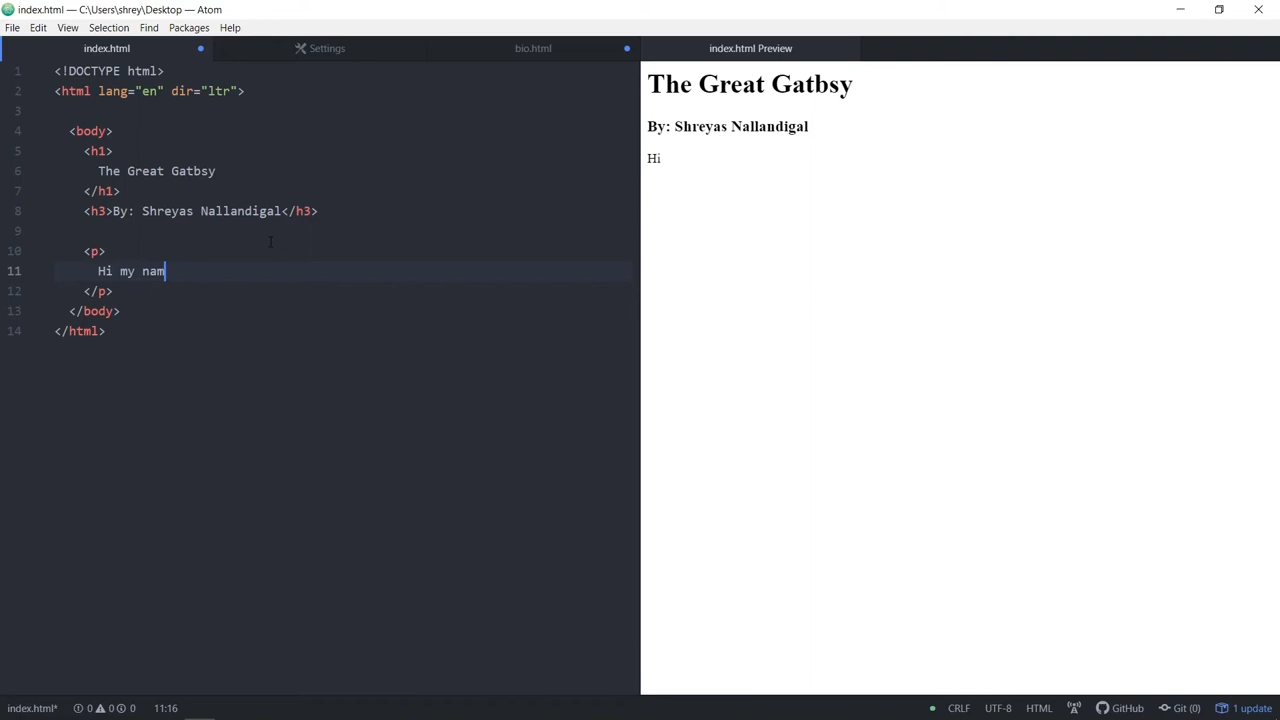 index.html — C:\Users\shrey\Desktop — Atom
File Edit View Selection Find Packages Help
index.html Settings bio.html index.html Preview
1 <!DOCTYPE html>
2 <html lang="en" dir="ltr">
3
4 <body>
5 <h1>
6 The Great Gatbsy
7 </h1>
8 <h3>By: Shreyas Nallandigal</h3>
9
10 <p>
11 Hi my nam
12 </p>
13 </body>
14 </html>
The Great Gatbsy
By: Shreyas Nallandigal
Hi
index.html* 0 0 0 11:16 CRLF UTF-8 HTML GitHub Git (0) 1 update